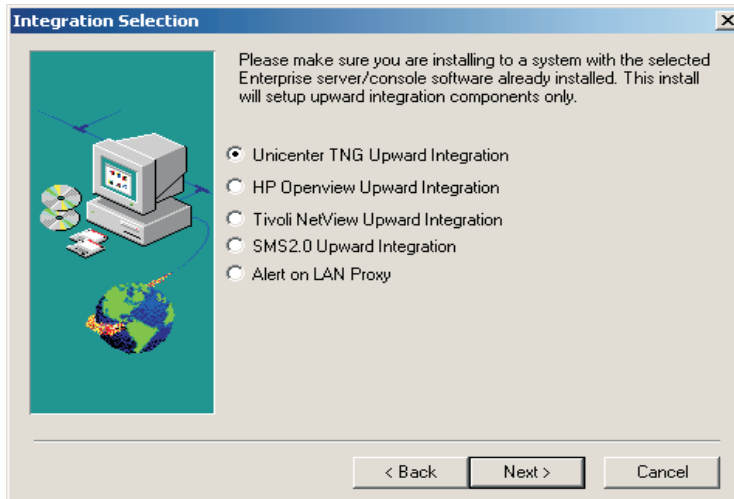 Integration Selection
Please make sure you are installing to a system with the selected
Enterprise server/console software already installed. This install
will setup upward integration components only.
Unicenter TNG Upward Integration
HP Openview Upward Integration
Tivoli NetView Upward Integration
SMS2.0 Upward Integration
Alert on LAN Proxy
< Back
Next >
Cancel